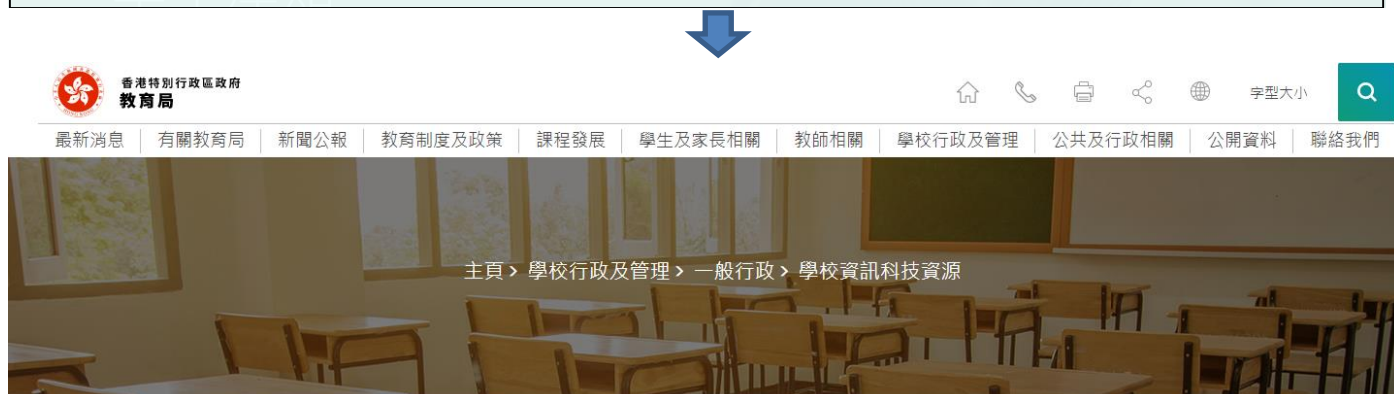 香港特別行政區政府
教育局
字型大小
最新消息 有關教育局 新聞公報 教育制度及政策 課程發展 學生及家長相關 教師相關 學校行政及管理 公共及行政相關 公開資料 聯絡我們
主頁 > 學校行政及管理 > 一般行政 > 學校資訊科技資源